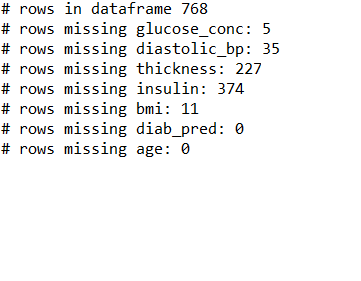 # rows in dataframe 768
# rows missing glucose_conc: 5
# rows missing diastolic_bp: 35
# rows missing thickness: 227
# rows missing insulin: 374
# rows missing bmi: 11
# rows missing diab_pred: 0
# rows missing age: 0